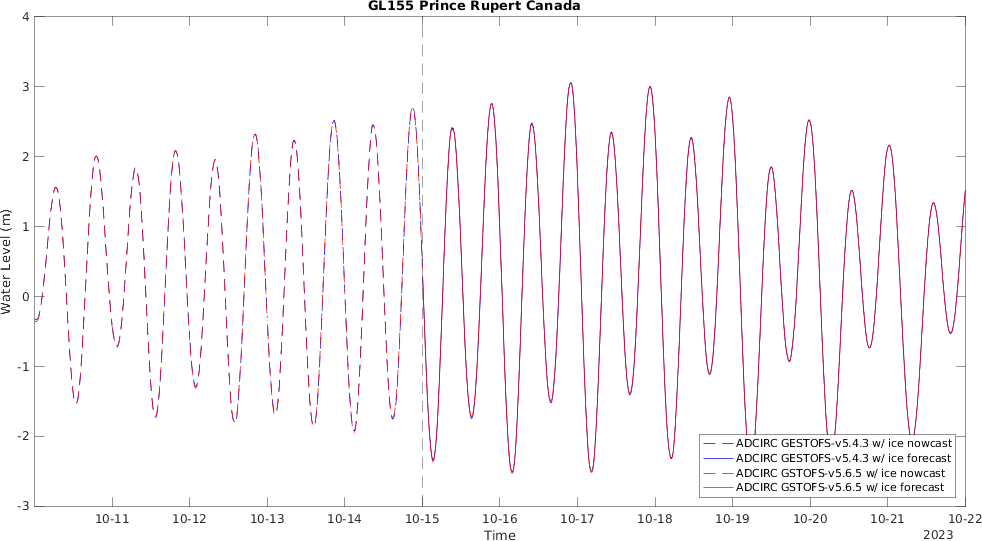 GL155 Prince Rupert Canada
4
3
2
1
0
-1
-2
-3
Water Level (m)
ADCIRC GESTOFS-v5.4.3 w/ ice nowcast
ADCIRC GESTOFS-v5.4.3 w/ ice forecast
ADCIRC GSTOFS-v5.6.5 w/ ice nowcast
ADCIRC GSTOFS-v5.6.5 w/ ice forecast
10-11 10-12 10-13 10-14 10-15 10-16 10-17 10-18 10-19 10-20 10-21 10-22
Time
2023